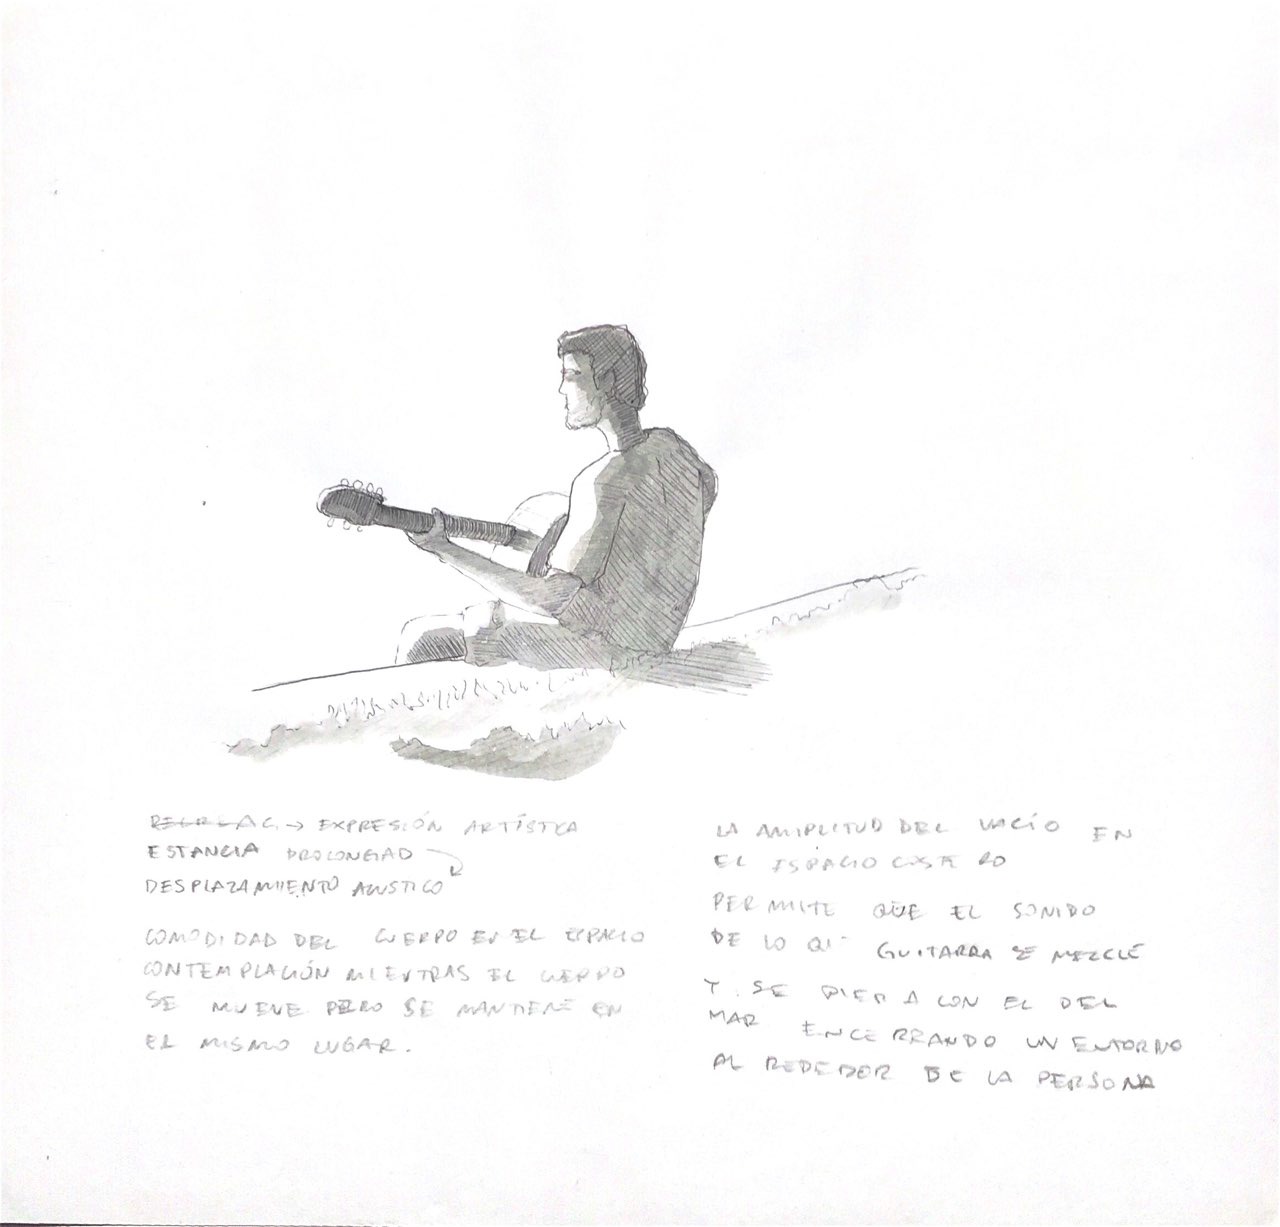 → EXPRESIÓN ARTÍSTICA
ESTANCIA PROLONGAD
DESPLAZAMIENTO ACUSTICO
COMODIDAD DEL CUERPO EN EL ESPACIO
CONTEMPLACIÓN MIENTRAS EL CUERPO
SE MUEVE PERO SE MANTIENE EN
EL MISMO LUGAR.
LA AMPLITUD DEL VACÍO EN
EL ESPACIO COSTERO
PERMITE QUE EL SONIDO
DE LO GUITARRA SE MEZCLE
Y SE PIERDA CON EL DEL
MAR ENCERRANDO UN ENTORNO
AL REDEDOR DE LA PERSONA